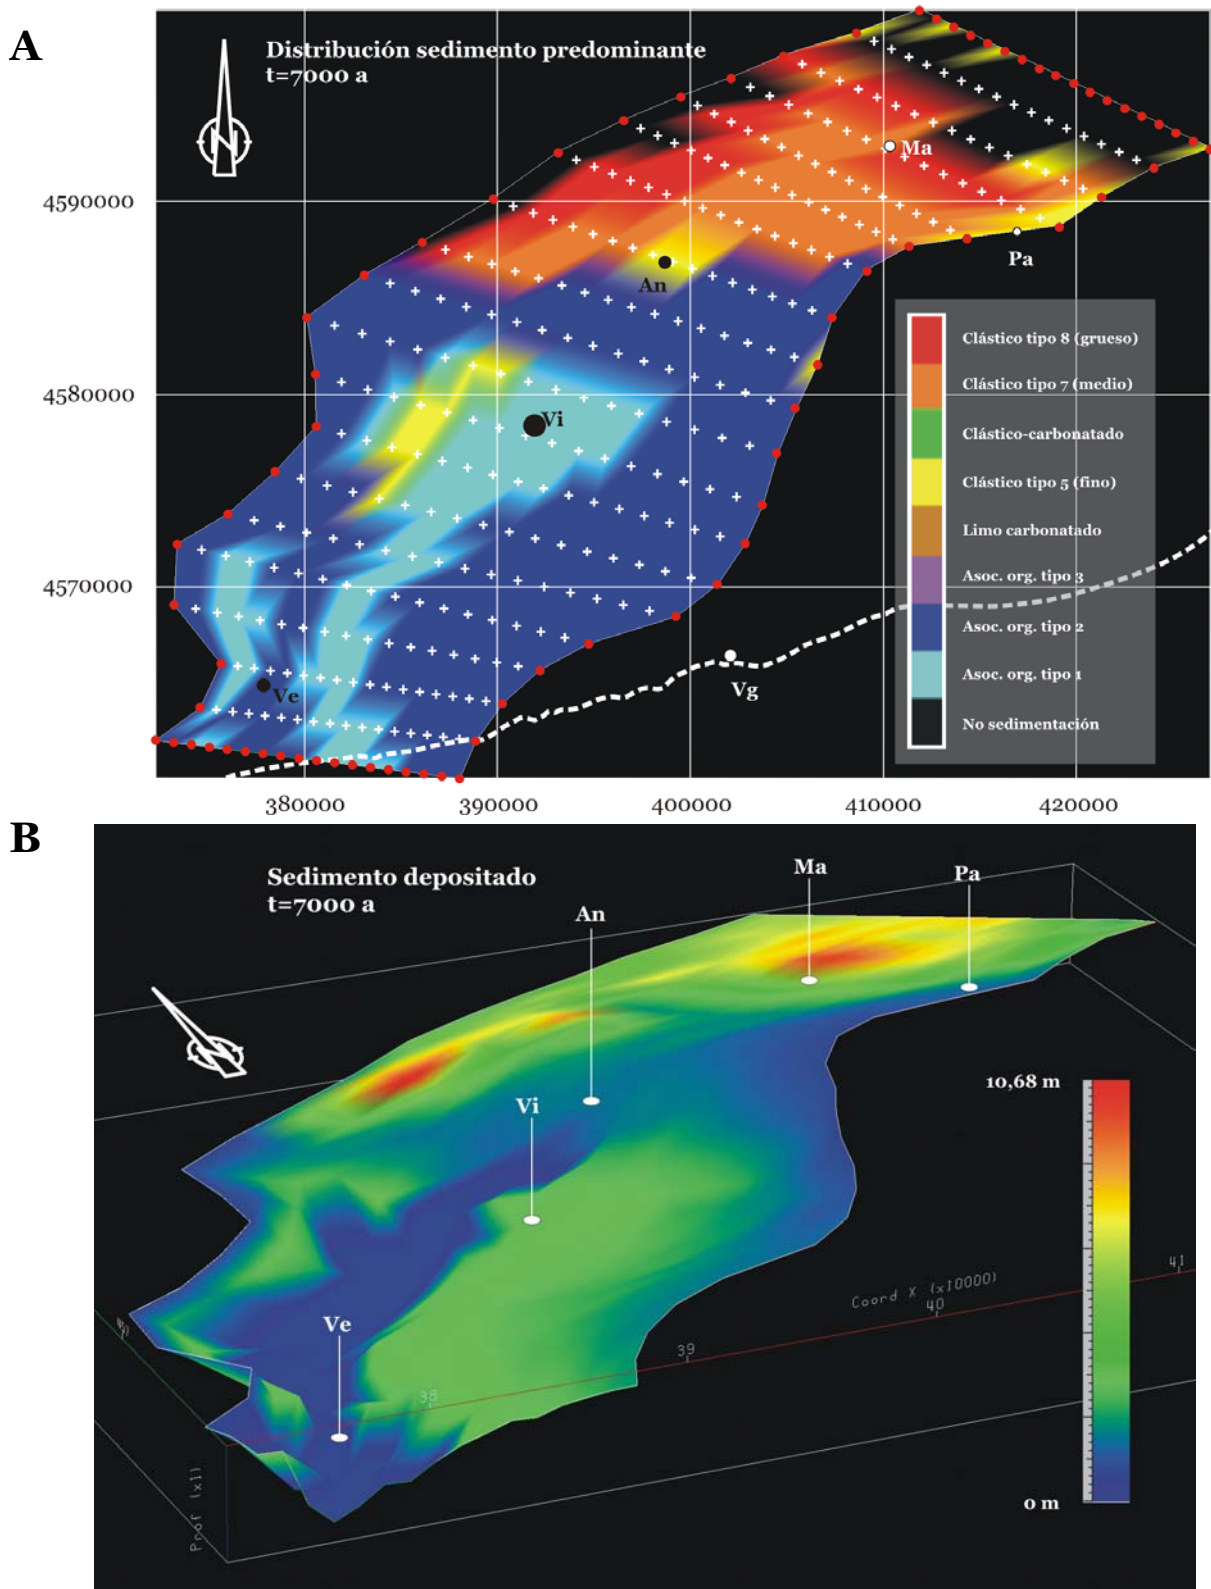 A
Distribución sedimento predominante
t=7000 a
N
Ma
4590000
Pa
An
Clástico tipo 8 (grueso)
4580000
Clástico tipo 7 (medio)
Vi
Clástico-carbonatado
Clástico tipo 5 (fino)
Limo carbonatado
4570000
Asoc. org. tipo 3
Asoc. org. tipo 2
Vg
Asoc. org. tipo 1
Ve
No sedimentación
380000 390000 400000 410000 420000
B
Sedimento depositado
t=7000 a
Ma
Pa
An
N
10,68 m
Vi
41
Coord X (x10000)
40
Ve
457
39
38
0 m
Prof (x1)